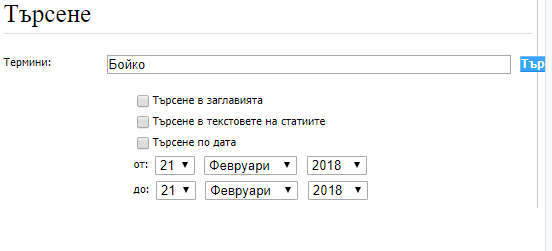 Търсене
Термини: Бойко Тър
Търсене в заглавията
Търсене в текстовете на статиите
Търсене по дата
от: 21 Февруари 2018
до: 21 Февруари 2018